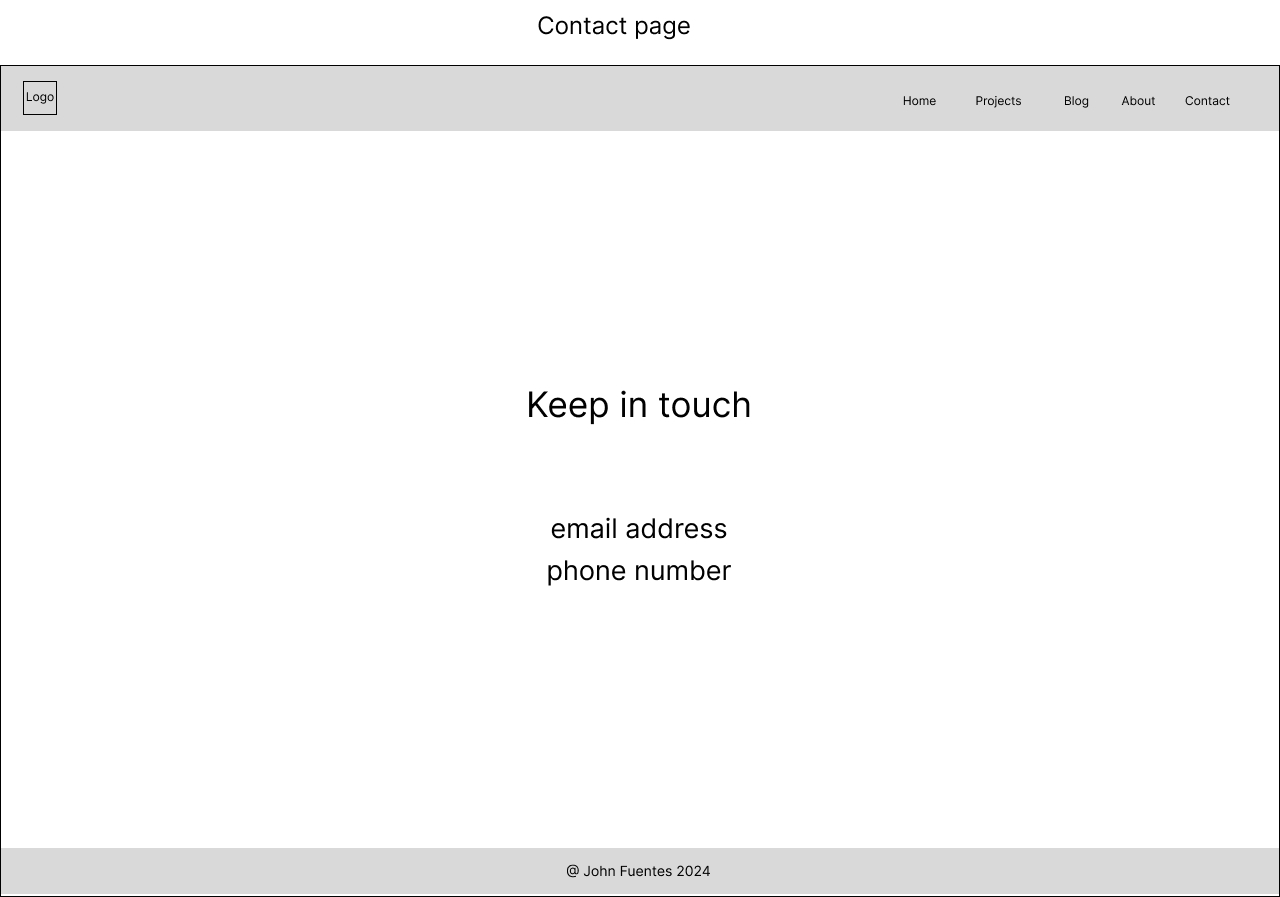 Contact page
Logo
Home Projects Blog About Contact
Keep in touch
email address
phone number
@ John Fuentes 2024